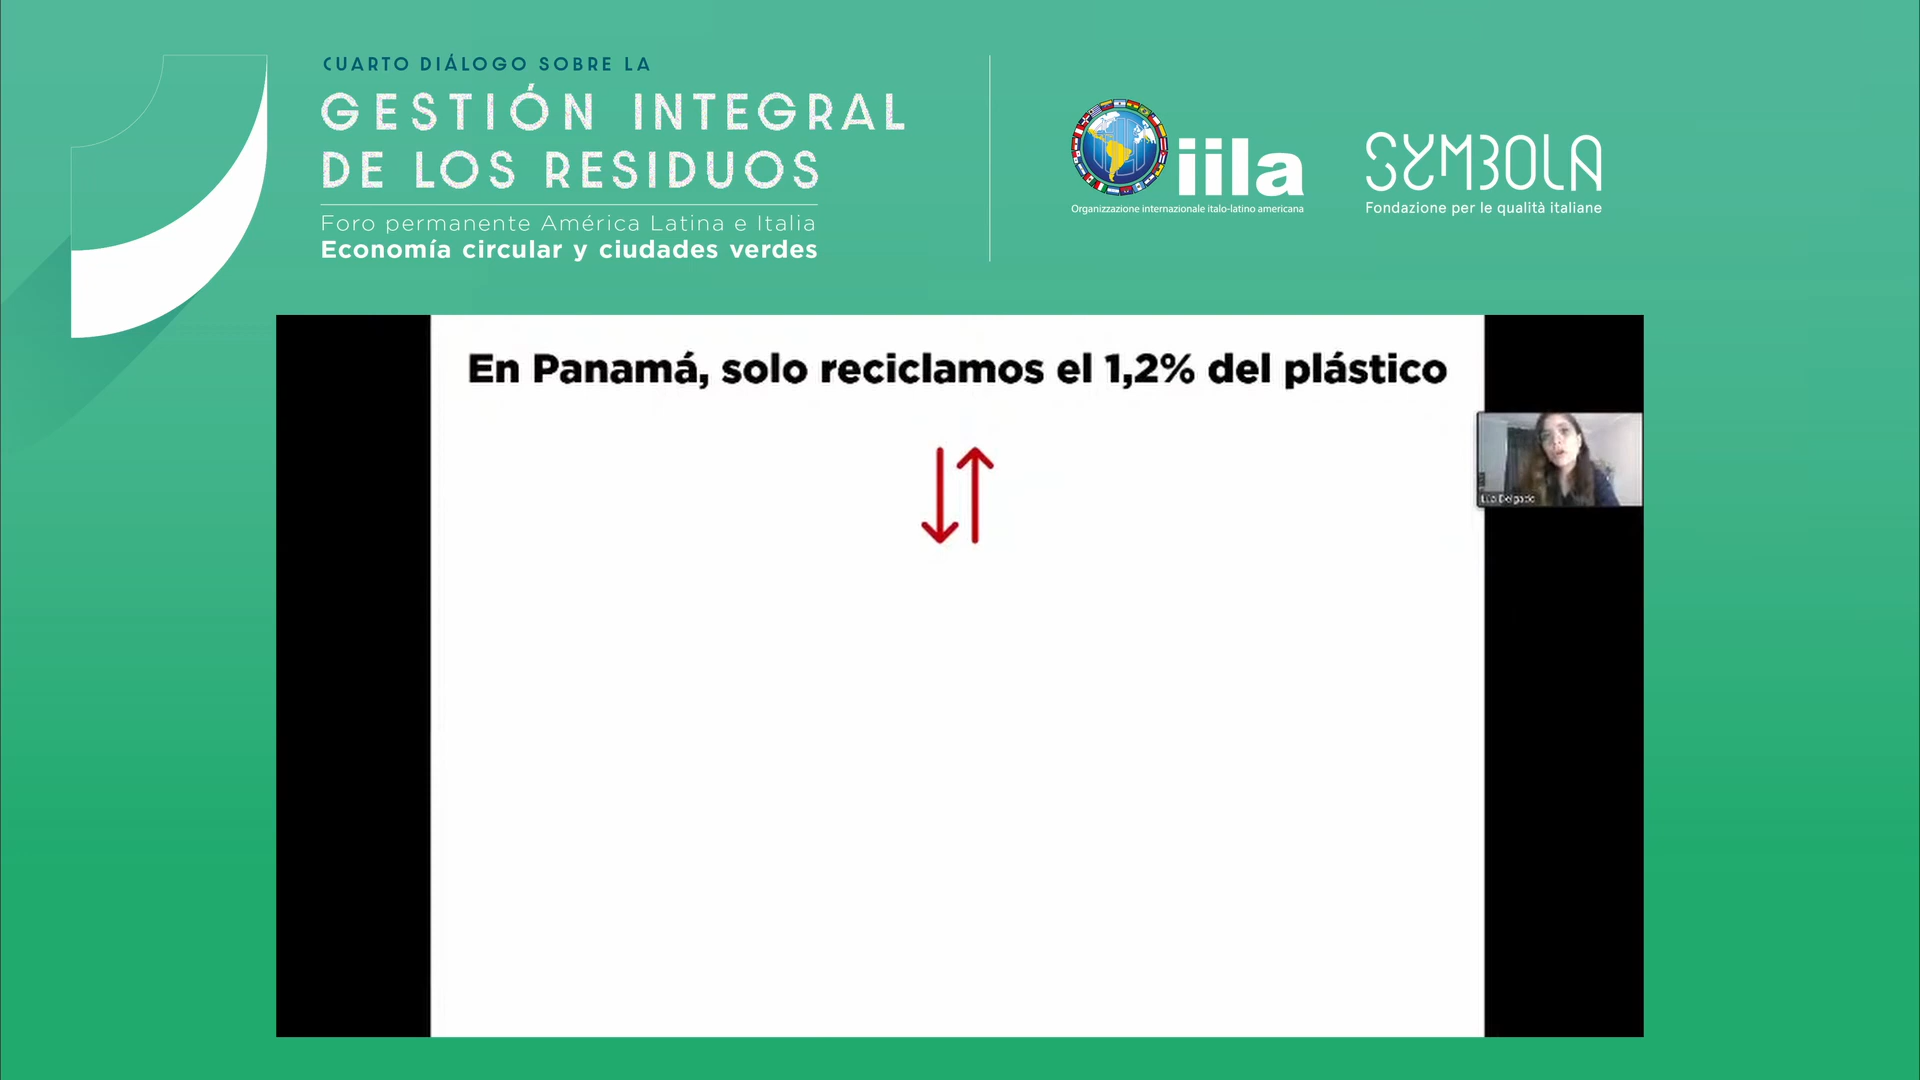 CUARTO DIÁLOGO SOBRE LA
GESTIÓN INTEGRAL
DE LOS RESIDUOS
Foro permanente América Latina e Italia
Economía circular y ciudades verdes
iila
Organizzazione internazionale italo-latino americana
SYMBOLA
Fondazione per le qualità italiane
En Panamá, solo reciclamos el 1,2% del plástico
Delgado